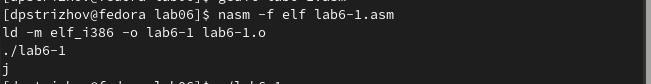 [dpstrizhov@fedora lab06]$ nasm -f elf lab6-1.asm
ld -m elf_i386 -o lab6-1 lab6-1.o
./lab6-1
j